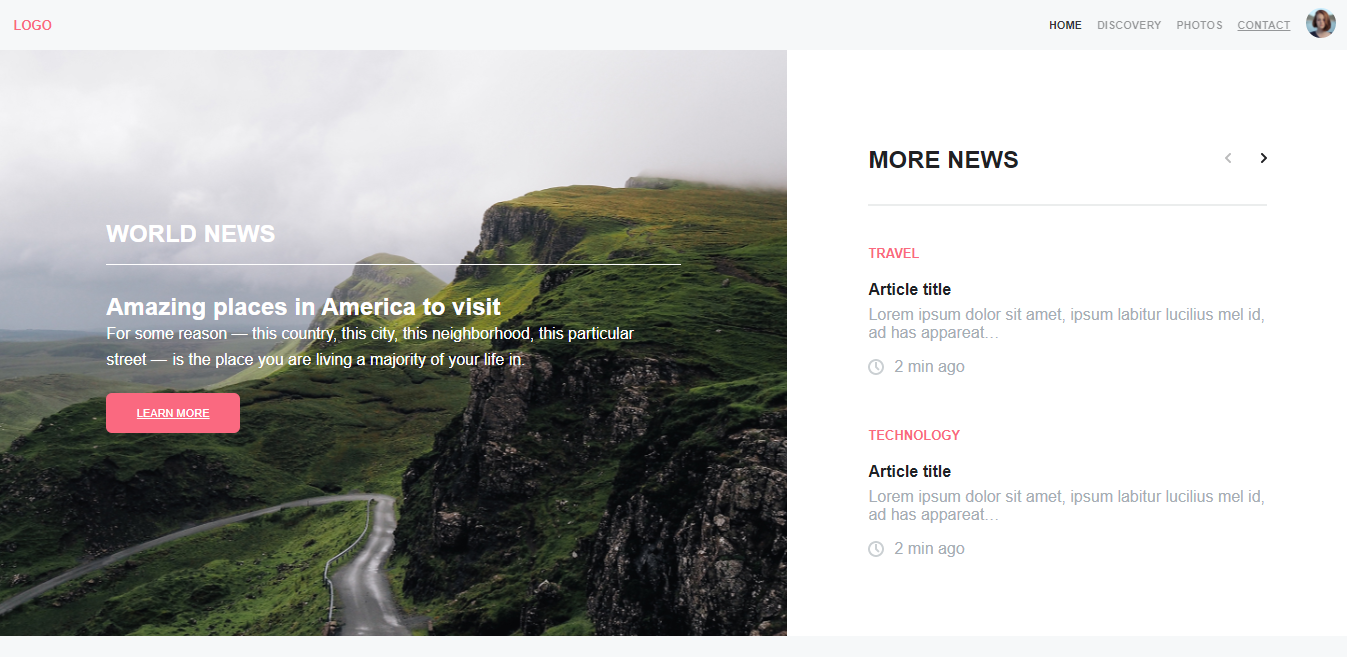 LOGO
HOME DISCOVERY PHOTOS CONTACT
WORLD NEWS
Amazing places in America to visit
For some reason — this country, this city, this neighborhood, this particular
street — is the place you are living a majority of your life in.
LEARN MORE
MORE NEWS
TRAVEL
Article title
Lorem ipsum dolor sit amet, ipsum labitur lucilius mel id,
ad has appareat…
2 min ago
TECHNOLOGY
Article title
Lorem ipsum dolor sit amet, ipsum labitur lucilius mel id,
ad has appareat…
2 min ago